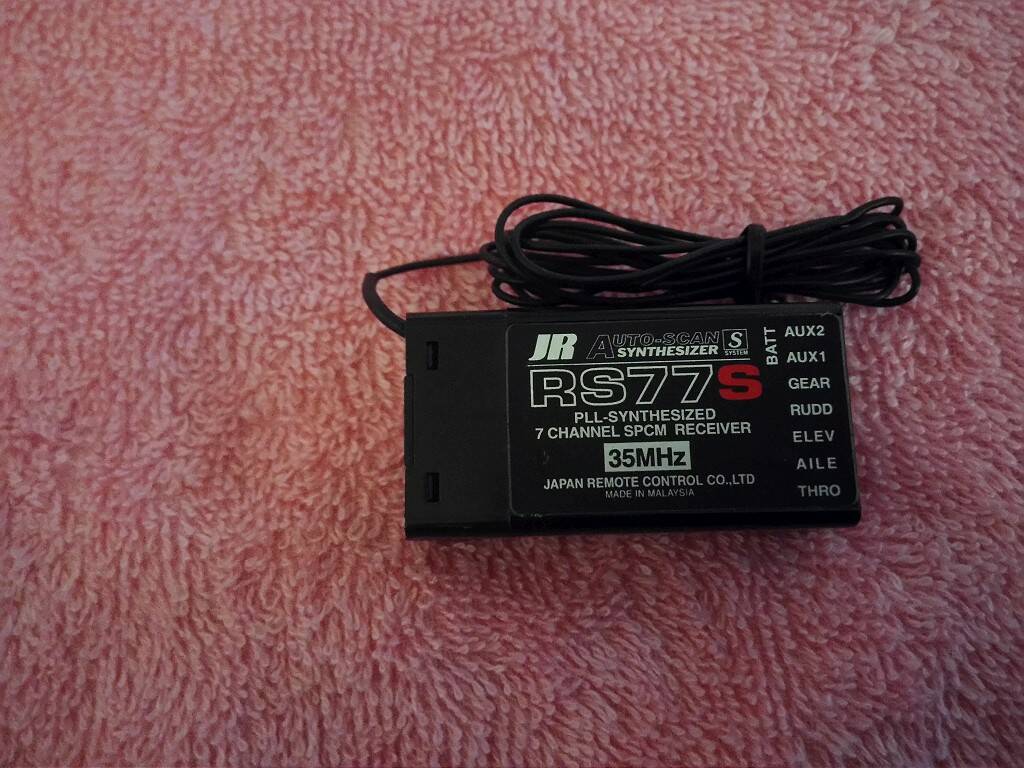 JR AUTO-SCAN SYNTHESIZER S SYSTEM
RS77S
PLL-SYNTHESIZED
7 CHANNEL SPCM RECEIVER
35MHz
JAPAN REMOTE CONTROL CO.,LTD
MADE IN MALAYSIA
BATT
AUX2
AUX1
GEAR
RUDD
ELEV
AILE
THRO